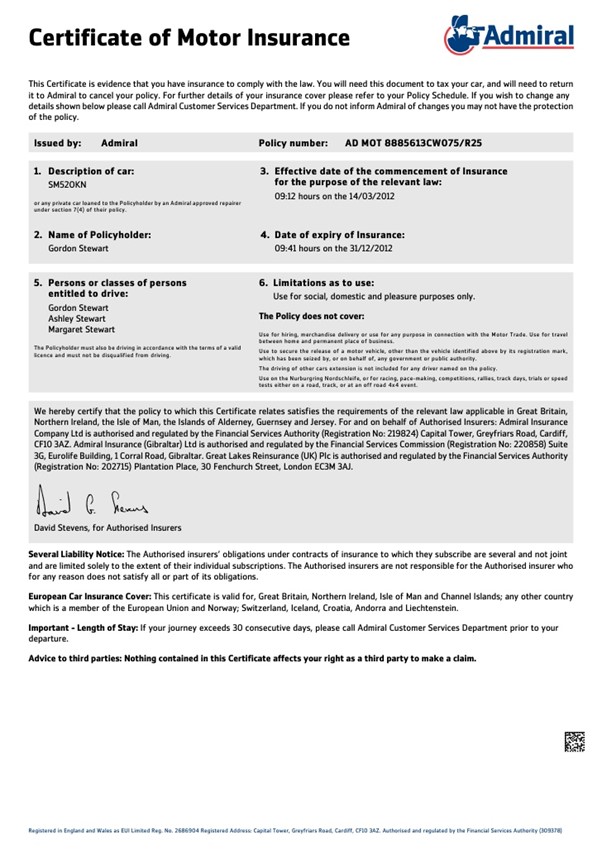 Certificate of Motor Insurance
Admiral
This Certificate is evidence that you have insurance to comply with the law. You will need this document to tax your car, and will need to return
it to Admiral to cancel your policy. For further details of your insurance cover please refer to your Policy Schedule. If you wish to change any
details shown below please call Admiral Customer Services Department. If you do not inform Admiral of changes you may not have the protection
of the policy.
Issued by: Admiral
Policy number: AD MOT 8885613CW075/R25
1. Description of car:
SM520KN
or any private car loaned to the Policyholder by an Admiral approved repairer
under section 7(4) of their policy.
3. Effective date of the commencement of Insurance
for the purpose of the relevant law:
09:12 hours on the 14/03/2012
2. Name of Policyholder:
Gordon Stewart
4. Date of expiry of Insurance:
09:41 hours on the 31/12/2012
5. Persons or classes of persons
entitled to drive:
Gordon Stewart
Ashley Stewart
Margaret Stewart
The Policyholder must also be driving in accordance with the terms of a valid
licence and must not be disqualified from driving.
6. Limitations as to use:
Use for social, domestic and pleasure purposes only.
The Policy does not cover:
Use for hiring, merchandise delivery or use for any purpose in connection with the Motor Trade. Use for travel
between home and permanent place of business.
Use to secure the release of a motor vehicle, other than the vehicle identified above by its registration mark,
which has been seized by, or on behalf of, any government or public authority.
The driving of other cars extension is not included for any driver named on the policy.
Use on the Nurburgring Nordschleife, or for racing, pace-making, competitions, rallies, track days, trials or speed
tests either on a road, track, or at an off road 4x4 event.
We hereby certify that the policy to which this Certificate relates satisfies the requirements of the relevant law applicable in Great Britain,
Northern Ireland, the Isle of Man, the Islands of Alderney, Guernsey and Jersey. For and on behalf of Authorised Insurers: Admiral Insurance
Company Ltd is authorised and regulated by the Financial Services Authority (Registration No: 219824) Capital Tower, Greyfriars Road, Cardiff,
CF10 3AZ. Admiral Insurance (Gibraltar) Ltd is authorised and regulated by the Financial Services Commission (Registration No: 220858) Suite
3G, Eurolife Building, 1 Corral Road, Gibraltar. Great Lakes Reinsurance (UK) Plc is authorised and regulated by the Financial Services Authority
(Registration No: 202715) Plantation Place, 30 Fenchurch Street, London EC3M 3AJ.
David Stevens, for Authorised Insurers
Several Liability Notice: The Authorised insurers' obligations under contracts of insurance to which they subscribe are several and not joint
and are limited solely to the extent of their individual subscriptions. The Authorised insurers are not responsible for the Authorised insurer who
for any reason does not satisfy all or part of its obligations.
European Car Insurance Cover: This certificate is valid for, Great Britain, Northern Ireland, Isle of Man and Channel Islands; any other country
which is a member of the European Union and Norway; Switzerland, Iceland, Croatia, Andorra and Liechtenstein.
Important - Length of Stay: If your journey exceeds 30 consecutive days, please call Admiral Customer Services Department prior to your
departure.
Advice to third parties: Nothing contained in this Certificate affects your right as a third party to make a claim.
Registered in England and Wales as EUI Limited Reg. No. 2686904 Registered Address: Capital Tower, Greyfriars Road, Cardiff, CF10 3AZ. Authorised and regulated by the Financial Services Authority (309378)